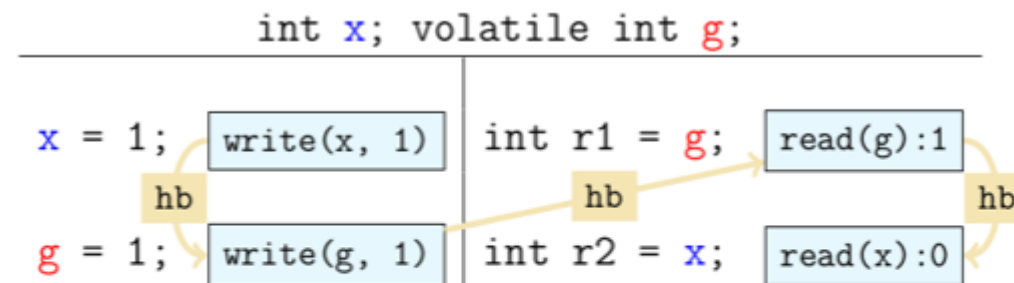 int x; volatile int g;
x = 1; write(x, 1) int r1 = g; read(g):1
hb hb hb
g = 1; write(g, 1) int r2 = x; read(x):0